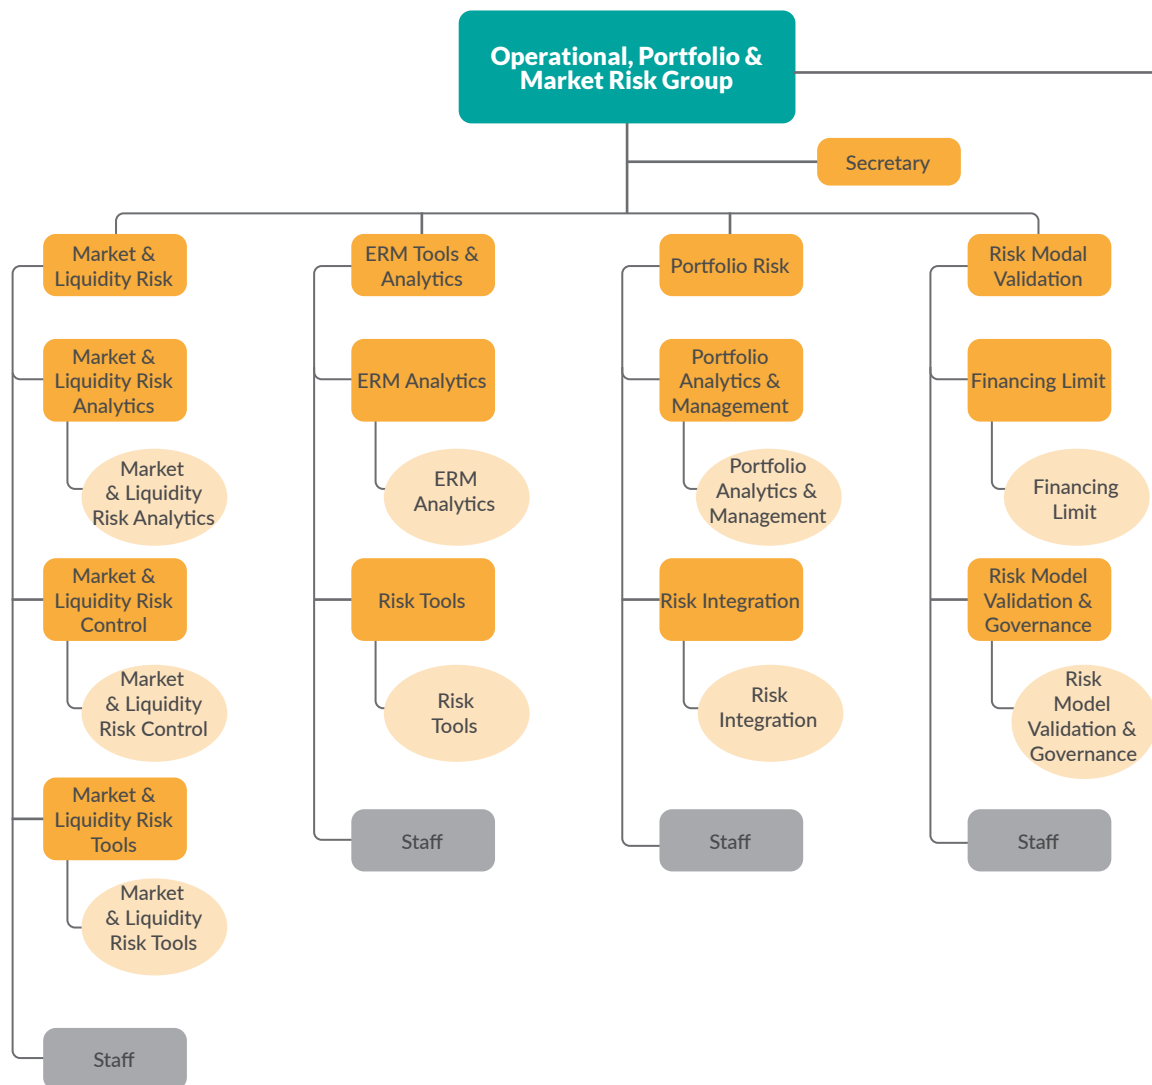 Operational, Portfolio &
Market Risk Group
Secretary
Market &
Liquidity Risk
Market &
Liquidity Risk
Analytics
Market
& Liquidity
Risk Analytics
Market &
Liquidity Risk
Control
Market
& Liquidity
Risk Control
Market &
Liquidity Risk
Tools
Market
& Liquidity
Risk Tools
Staff
ERM Tools &
Analytics
ERM Analytics
ERM
Analytics
Risk Tools
Risk
Tools
Staff
Portfolio Risk
Portfolio
Analytics &
Management
Portfolio
Analytics &
Management
Risk Integration
Risk
Integration
Staff
Risk Modal
Validation
Financing Limit
Financing
Limit
Risk Model
Validation &
Governance
Risk
Model
Validation &
Governance
Staff